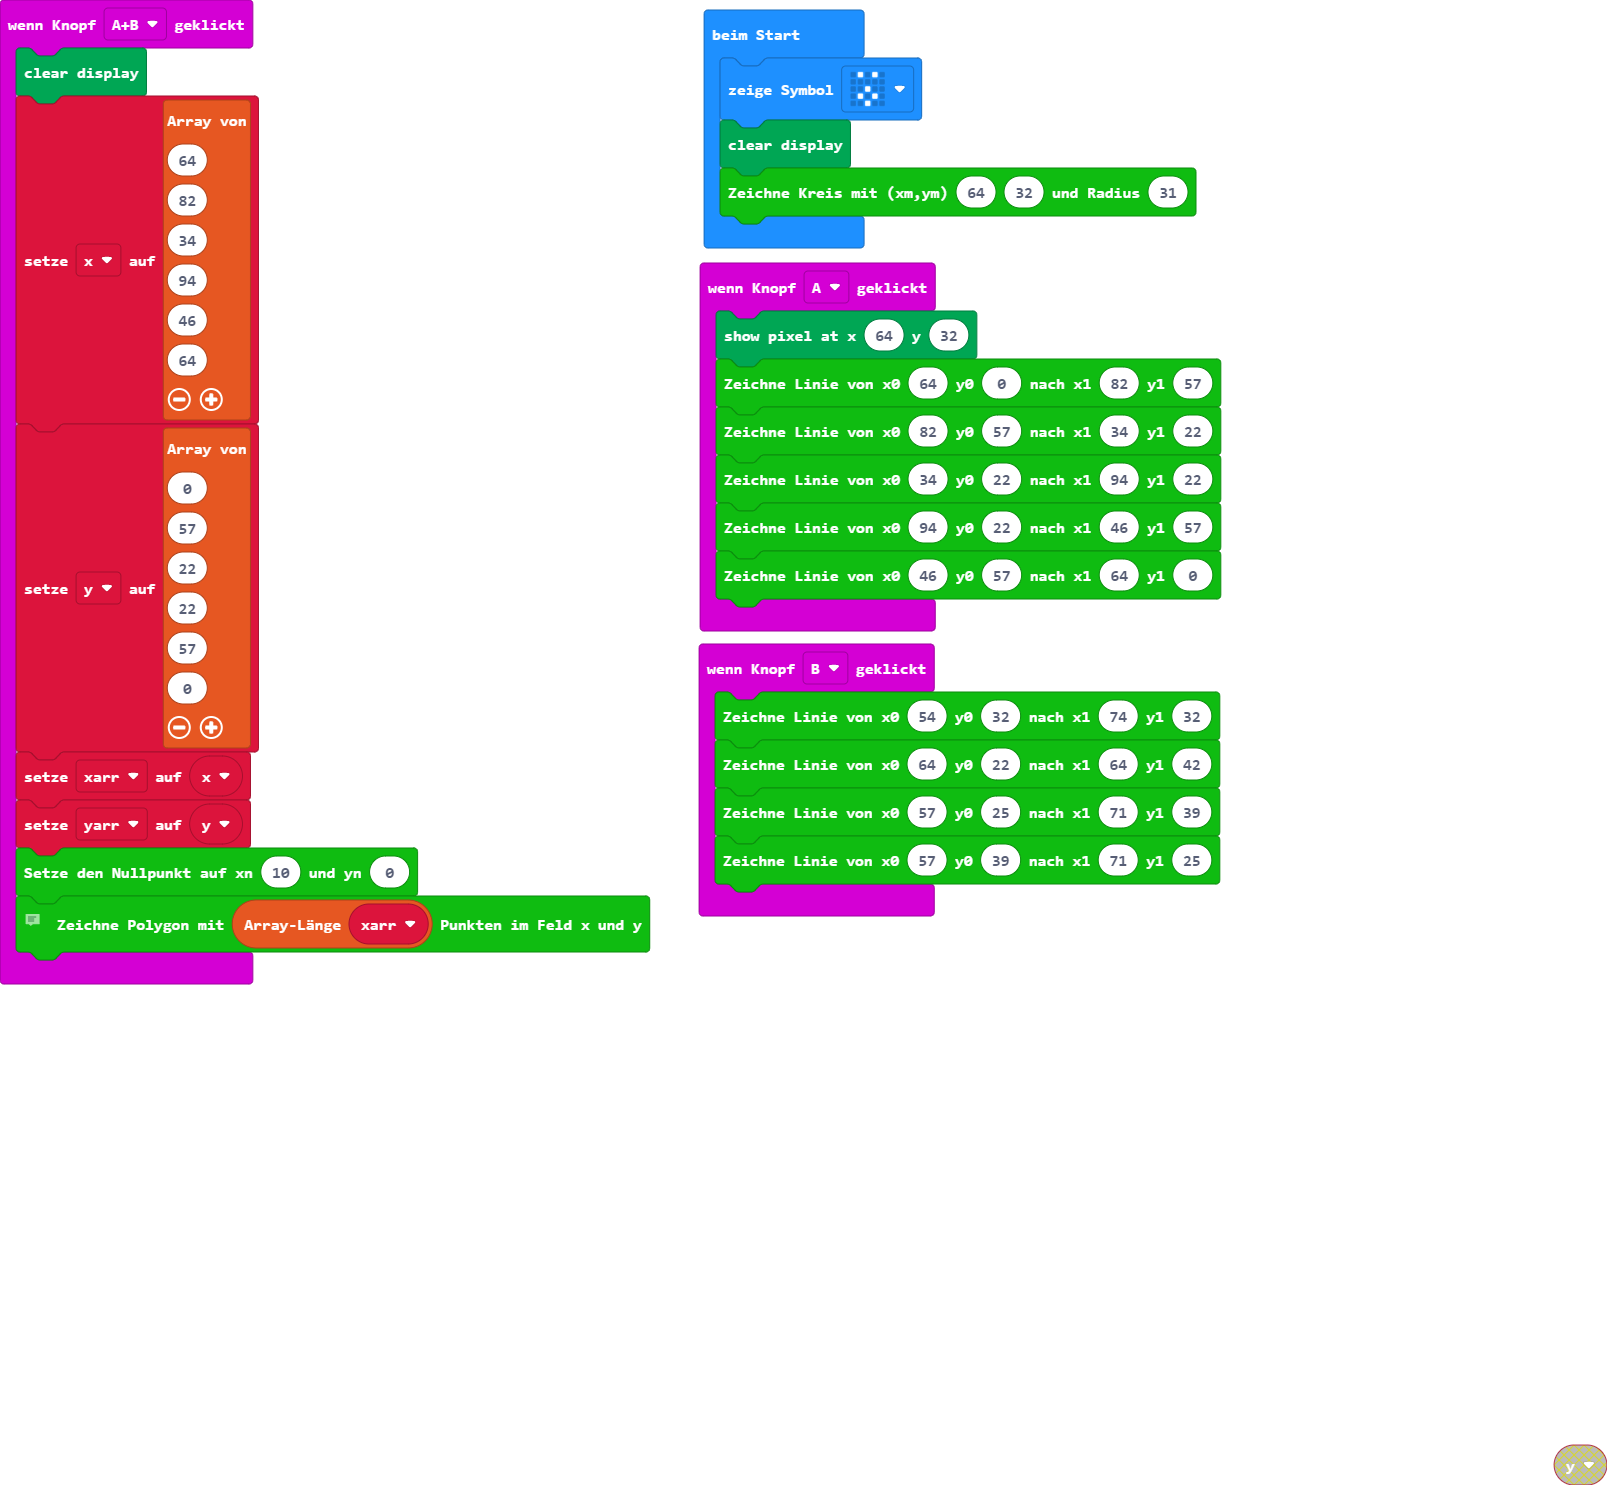 wenn Knopf A+B geklickt
clear display
setze x auf
Array von
64
82
34
94
46
64
setze y auf
Array von
0
57
22
22
57
0
setze xarr auf x
setze yarr auf y
Setze den Nullpunkt auf xn 10 und yn 0
Zeichne Polygon mit Array-Länge xarr Punkten im Feld x und y
beim Start
zeige Symbol
clear display
Zeichne Kreis mit (xm,ym) 64 32 und Radius 31
wenn Knopf A geklickt
show pixel at x 64 y 32
Zeichne Linie von x0 64 y0 0 nach x1 82 y1 57
Zeichne Linie von x0 82 y0 57 nach x1 34 y1 22
Zeichne Linie von x0 34 y0 22 nach x1 94 y1 22
Zeichne Linie von x0 94 y0 22 nach x1 46 y1 57
Zeichne Linie von x0 46 y0 57 nach x1 64 y1 0
wenn Knopf B geklickt
Zeichne Linie von x0 54 y0 32 nach x1 74 y1 32
Zeichne Linie von x0 64 y0 22 nach x1 64 y1 42
Zeichne Linie von x0 57 y0 25 nach x1 71 y1 39
Zeichne Linie von x0 57 y0 39 nach x1 71 y1 25
y